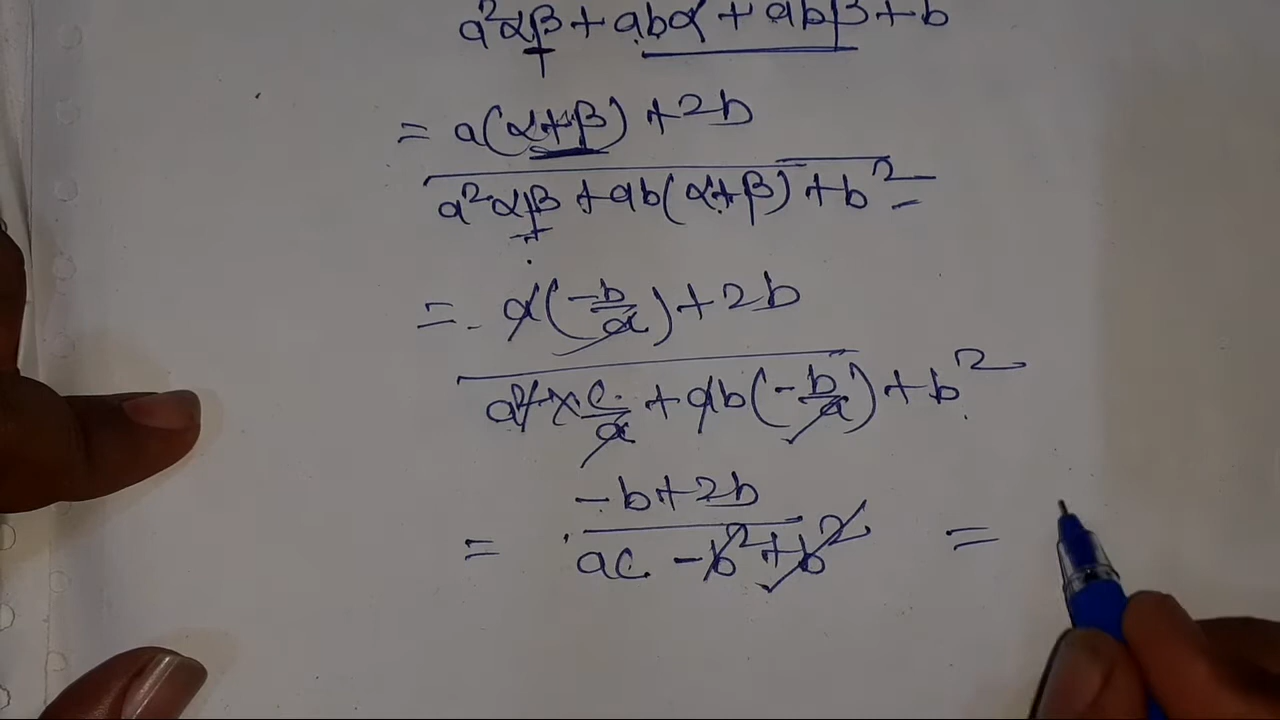 a²αβ + abα + abβ + b
= a(α+β) + 2b
a²αβ + ab(α+β) + b²
= a(-b/a) + 2b
a² × c/a + ab(-b/a) + b²
-b+2b
= ac - b² + b² =